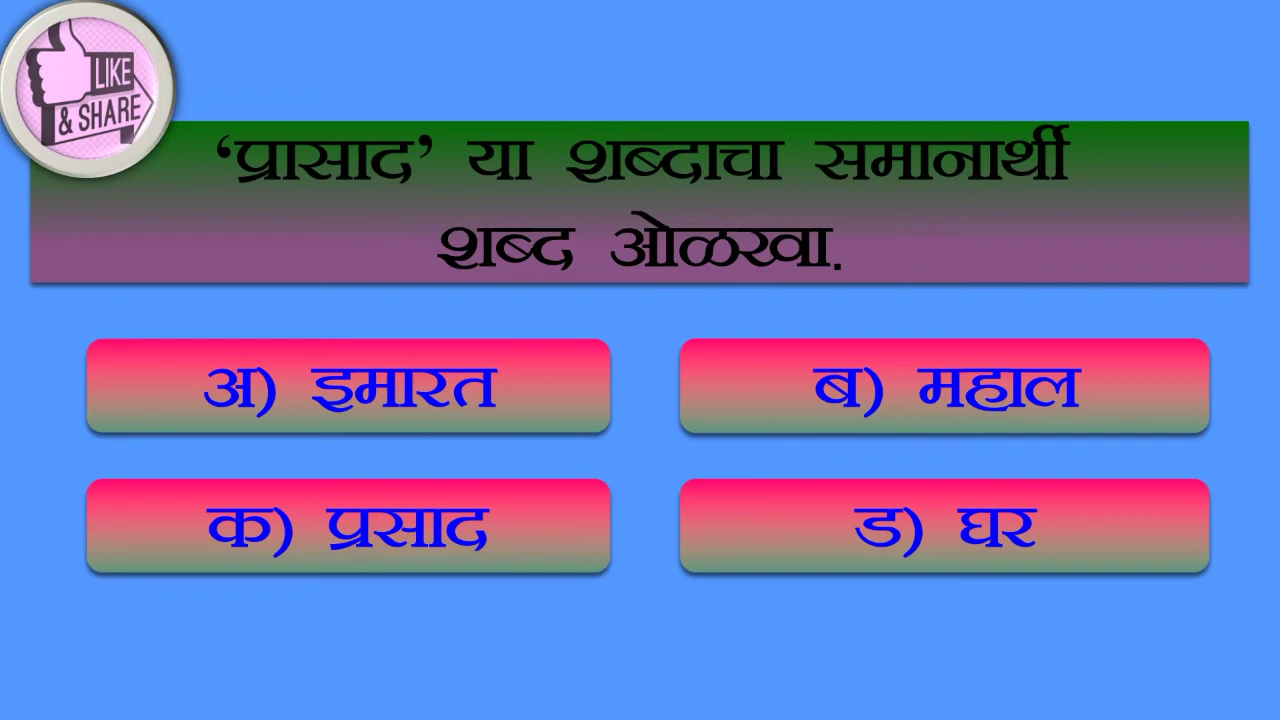 LIKE
& SHARE
‘प्रासाद’ या शब्दाचा समानार्थी
शब्द ओळखा.
अ) इमारत
ब) महाल
क) प्रसाद
ड) घर